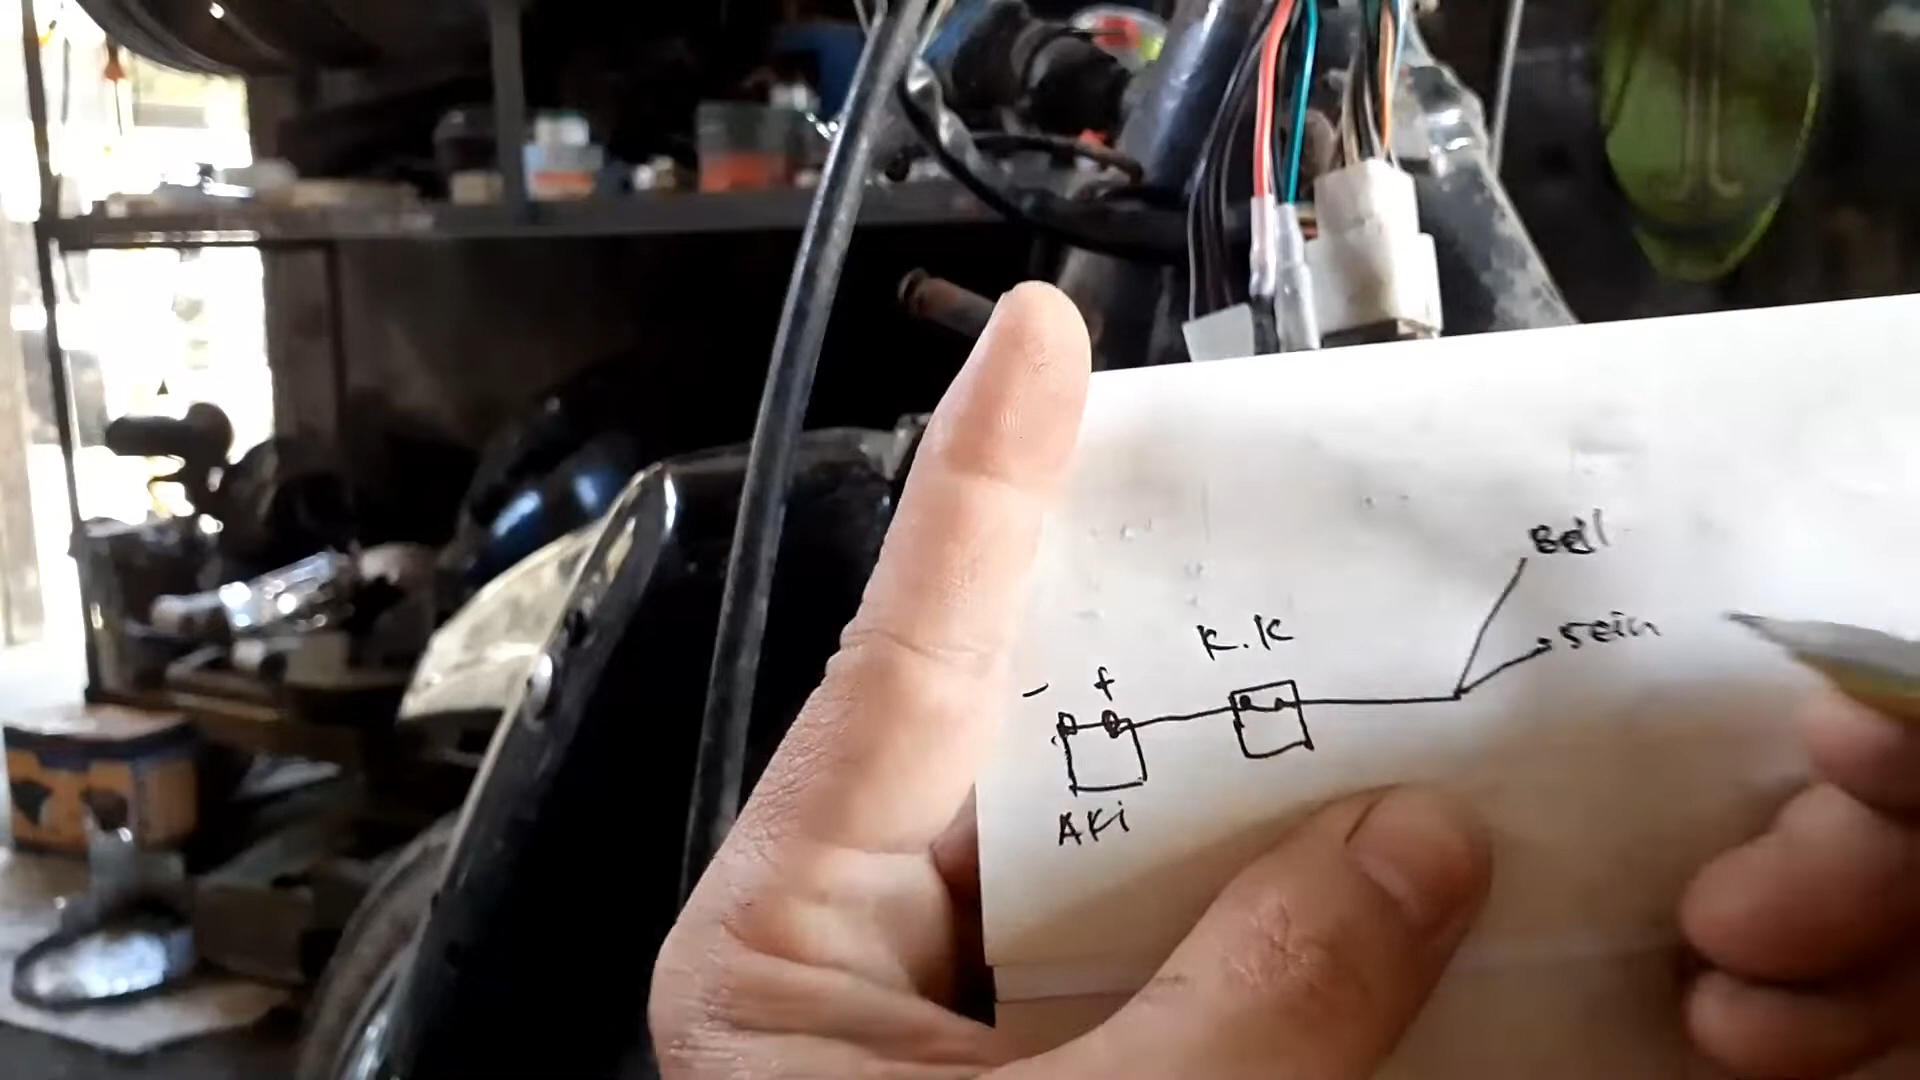 Bell
Sein
K.K
- +
AKi